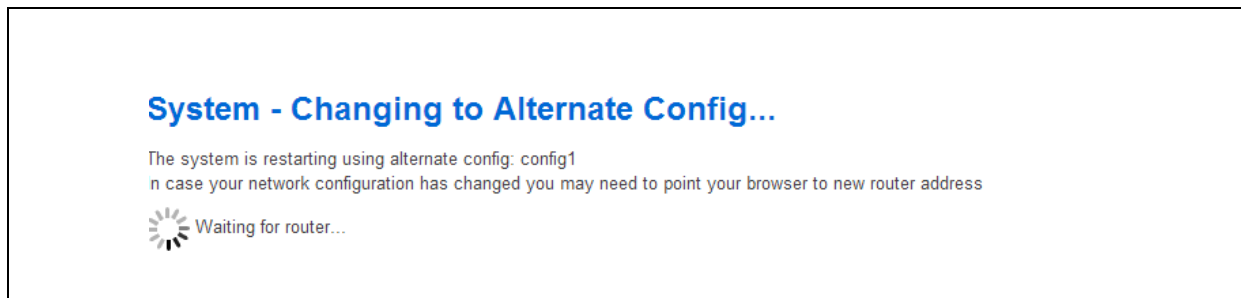 System - Changing to Alternate Config...
The system is restarting using alternate config: config1
n case your network configuration has changed you may need to point your browser to new router address
Waiting for router...